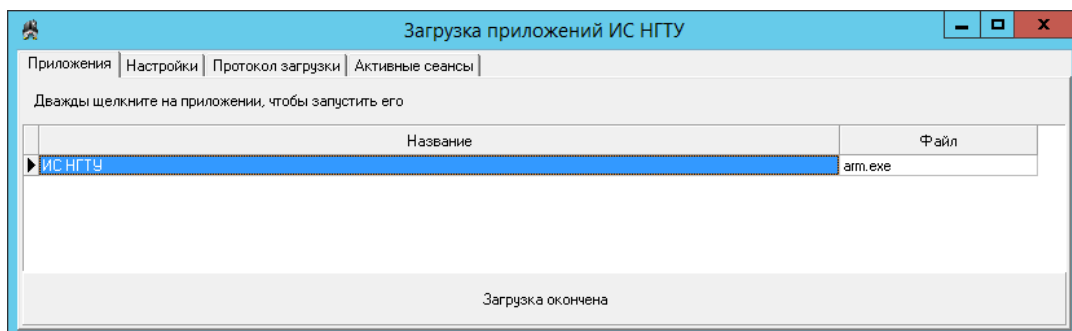 Загрузка приложений ИС НГТУ
Приложения Настройки Протокол загрузки Активные сеансы
Дважды щелкните на приложении, чтобы запустить его
Название Файл
ИС НГТУ arm.exe
Загрузка окончена